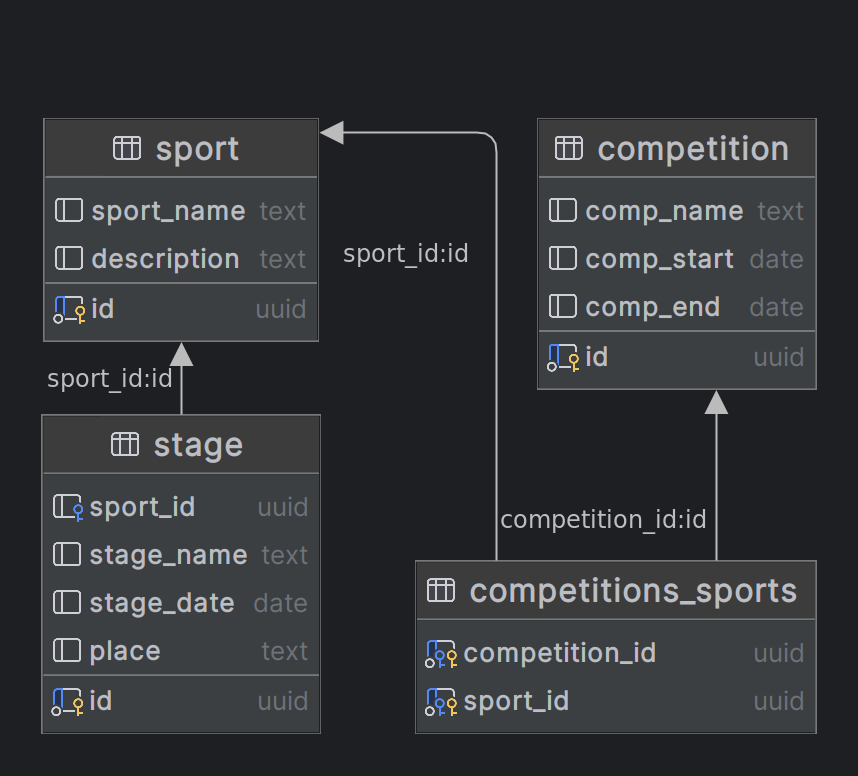 sport
sport_name text
description text
id uuid
competition
comp_name text
comp_start date
comp_end date
id uuid
sport_id:id
sport_id:id
stage
sport_id uuid
stage_name text
stage_date date
place text
id uuid
competition_id:id
competitions_sports
competition_id uuid
sport_id uuid